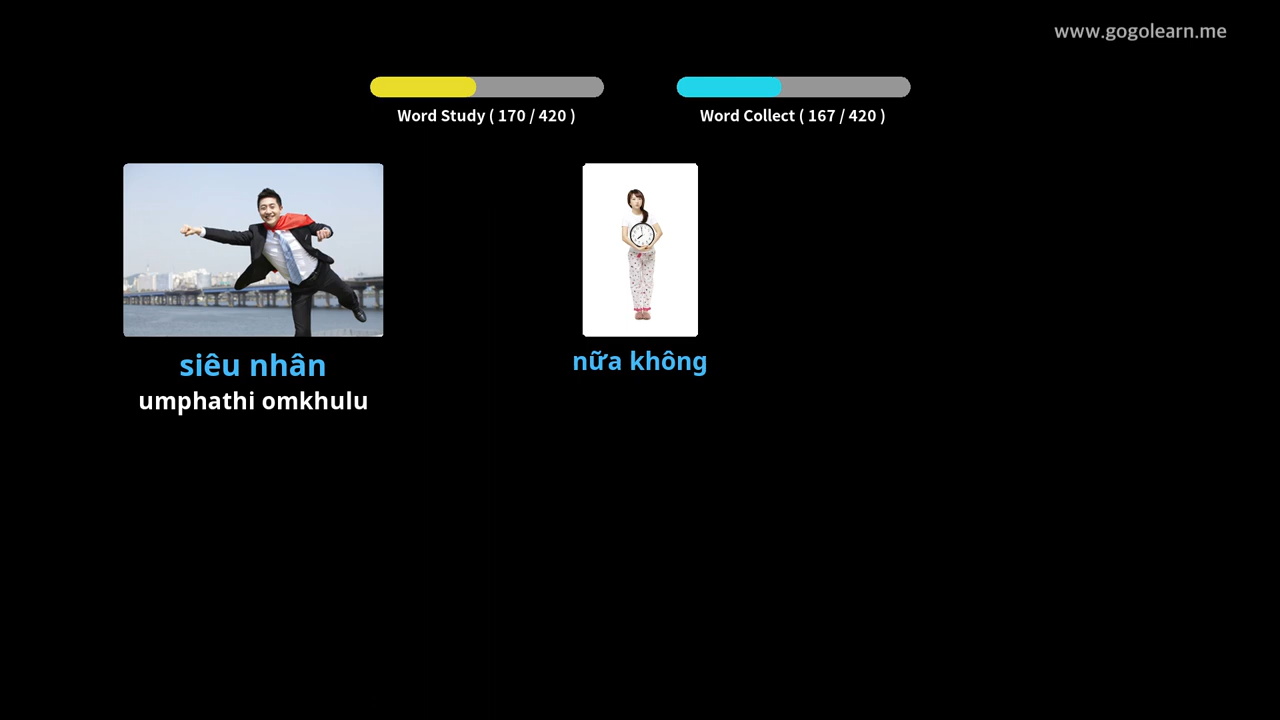 www.gogolearn.me
Word Study ( 170 / 420 )
Word Collect ( 167 / 420 )
siêu nhân
umphathi omkhulu
nữa không